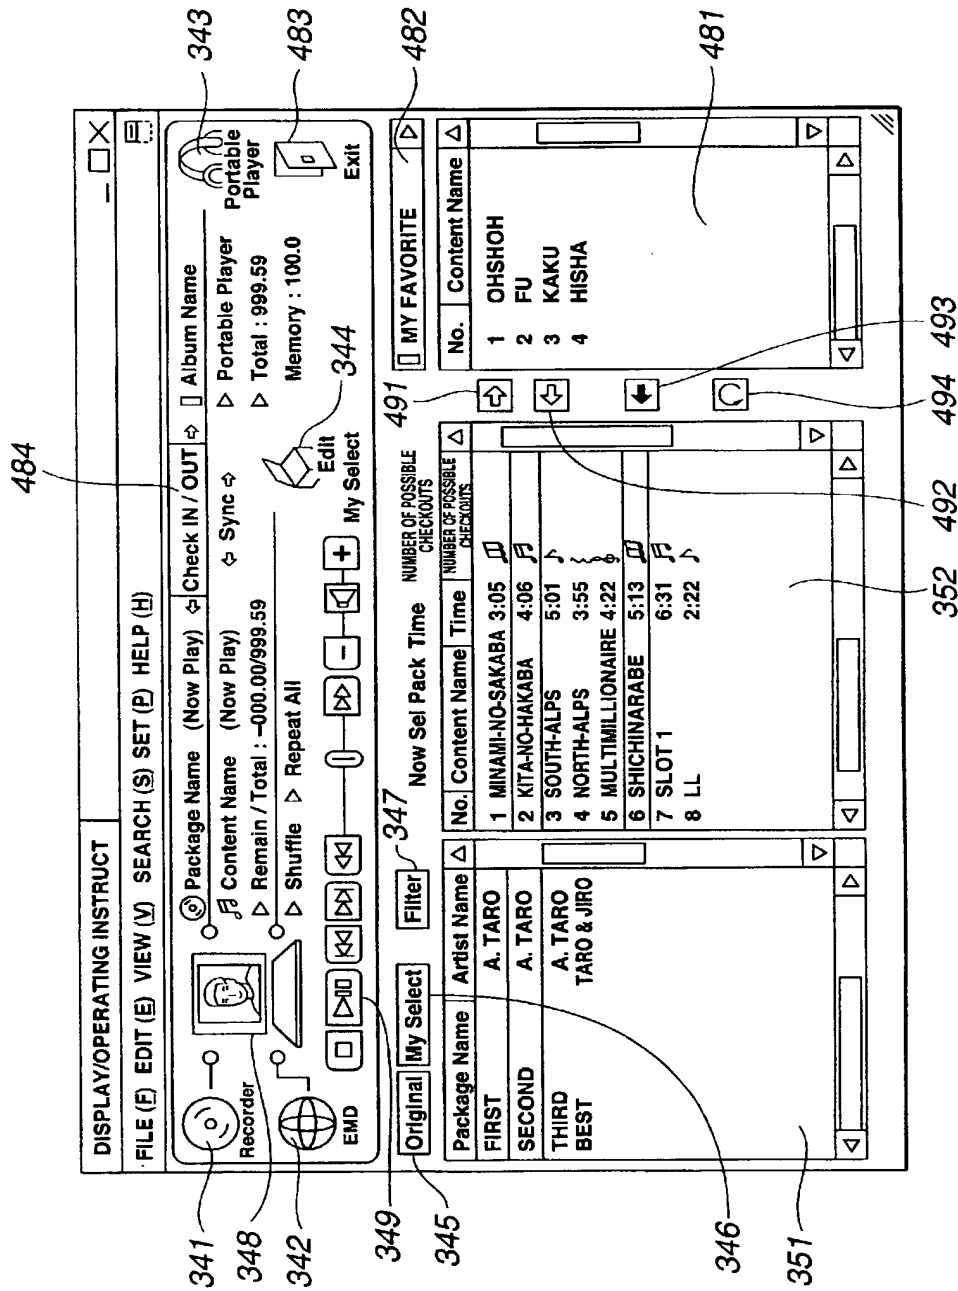 DISPLAY/OPERATING INSTRUCT
FILE (F) EDIT (E) VIEW (V) SEARCH (S) SET (P) HELP (H)
341
Recorder
348
342
EMD
349
Package Name (Now Play)
Check IN / OUT
484
Album Name
Content Name (Now Play)
Sync
Portable Player
Remain / Total : –000.00/999.59
Total : 999.59
Shuffle
Repeat All
Memory : 100.0
343
Portable
Player
483
Exit
344
Edit
My Select
345
Original
My Select
346
Filter
347
Now Sel Pack Time
NUMBER OF POSSIBLE
CHECKOUTS
MY FAVORITE
482
Package Name Artist Name
FIRST A. TARO
SECOND A. TARO
THIRD A. TARO
BEST TARO & JIRO
351
No. Content Name Time NUMBER OF POSSIBLE
CHECKOUTS
1 MINAMI-NO-SAKABA 3:05
2 KITA-NO-HAKABA 4:06
3 SOUTH-ALPS 5:01
4 NORTH-ALPS 3:55
5 MULTIMILLIONAIRE 4:22
6 SHICHINARABE 5:13
7 SLOT 1 6:31
8 LL 2:22
352
491
492
493
494
No. Content Name
1 OHSHOH
2 FU
3 KAKU
4 HISHA
481